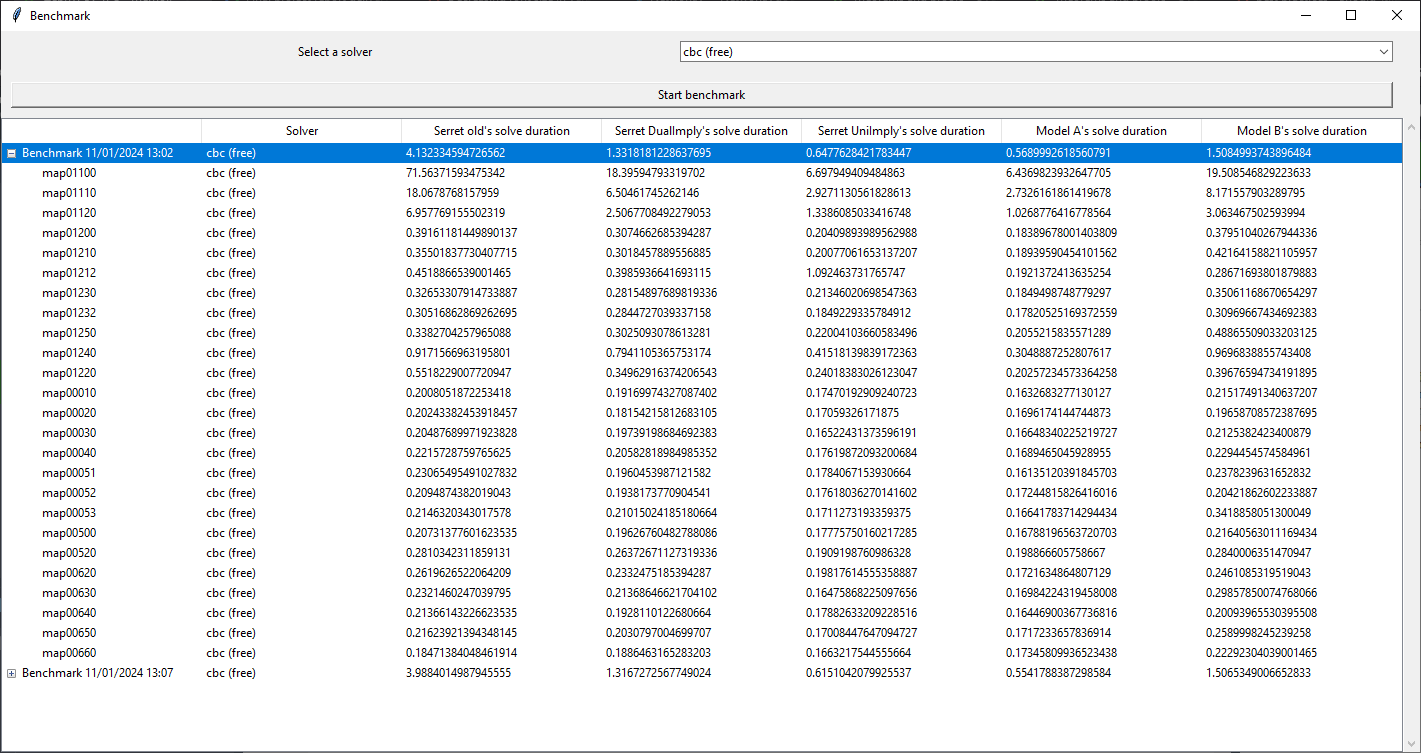 Benchmark
Select a solver cbc (free)
Start benchmark
Solver Serret old's solve duration Serret DualImply's solve duration Serret UniImply's solve duration Model A's solve duration Model B's solve duration
Benchmark 11/01/2024 13:02 cbc (free) 4.132334594726562 1.3318181228637695 0.6477628421783447 0.5689992618560791 1.5084993743896484
map01100 cbc (free) 71.56371593475342 18.39594793319702 6.697949409484863 6.4369823932647705 19.508546829223633
map01110 cbc (free) 18.0678768157959 6.50461745262146 2.9271130561828613 2.7326161861419678 8.171557903289795
map01120 cbc (free) 6.957769155502319 2.5067708492279053 1.3386085033416748 1.0268776416778564 3.063467502593994
map01200 cbc (free) 0.39161181449890137 0.3074662685394287 0.20409893989562988 0.18389678001403809 0.37951040267944336
map01210 cbc (free) 0.35501837730407715 0.3018457889556885 0.20077061653137207 0.18939590454101562 0.42164158821105957
map01212 cbc (free) 0.4518866539001465 0.3985936641693115 1.092463731765747 0.1921372413635254 0.28671693801879883
map01230 cbc (free) 0.32653307914733887 0.28154897689819336 0.21346020698547363 0.1849498748779297 0.35061168670654297
map01232 cbc (free) 0.30516862869262695 0.2844727039337158 0.1849229335784912 0.17820525169372559 0.30969667434692383
map01250 cbc (free) 0.3382704257965088 0.3025093078613281 0.22004103660583496 0.2055215835571289 0.48865509033203125
map01240 cbc (free) 0.9171566963195801 0.7941105365753174 0.41518139839172363 0.3048887252807617 0.9696838855743408
map01220 cbc (free) 0.5518229007720947 0.34962916374206543 0.24018383026123047 0.20257234573364258 0.39676594734191895
map00010 cbc (free) 0.2008051872253418 0.19169974327087402 0.17470192909240723 0.1632683277130127 0.21517491340637207
map00020 cbc (free) 0.20243382453918457 0.18154215812683105 0.17059326171875 0.1696174144744873 0.19658708572387695
map00030 cbc (free) 0.20487689971923828 0.19739198684692383 0.16522431373596191 0.16648340225219727 0.2125382423400879
map00040 cbc (free) 0.2215728759765625 0.20582818984985352 0.17619872093200684 0.1689465045928955 0.2294454574584961
map00051 cbc (free) 0.23065495491027832 0.1960453987121582 0.1784067153930664 0.16135120391845703 0.2378239631652832
map00052 cbc (free) 0.2094874382019043 0.1938173770904541 0.17618036270141602 0.17244815826416016 0.20421862602233887
map00053 cbc (free) 0.2146320343017578 0.21015024185180664 0.1711273193359375 0.16641783714294434 0.3418858051300049
map00500 cbc (free) 0.20731377601623535 0.19626760482788086 0.17775750160217285 0.16788196563720703 0.21640563011169434
map00520 cbc (free) 0.2810342311859131 0.26372671127319336 0.1909198760986328 0.198866605758667 0.2840006351470947
map00620 cbc (free) 0.2619626522064209 0.2332475185394287 0.19817614555358887 0.1721634864807129 0.2461085319519043
map00630 cbc (free) 0.2321460247039795 0.21368646621704102 0.16475868225097656 0.16984224319458008 0.29857850074768066
map00640 cbc (free) 0.21366143226623535 0.1928110122680664 0.17882633209228516 0.16446900367736816 0.20093965530395508
map00650 cbc (free) 0.21623921394348145 0.2030797004699707 0.17008447647094727 0.1717233657836914 0.2589998245239258
map00660 cbc (free) 0.18471384048461914 0.1886463165283203 0.1663217544555664 0.17345809936523438 0.22292304039001465
Benchmark 11/01/2024 13:07 cbc (free) 3.9884014987945555 1.3167272567749024 0.6151042079925537 0.5541788387298584 1.5065349006652833